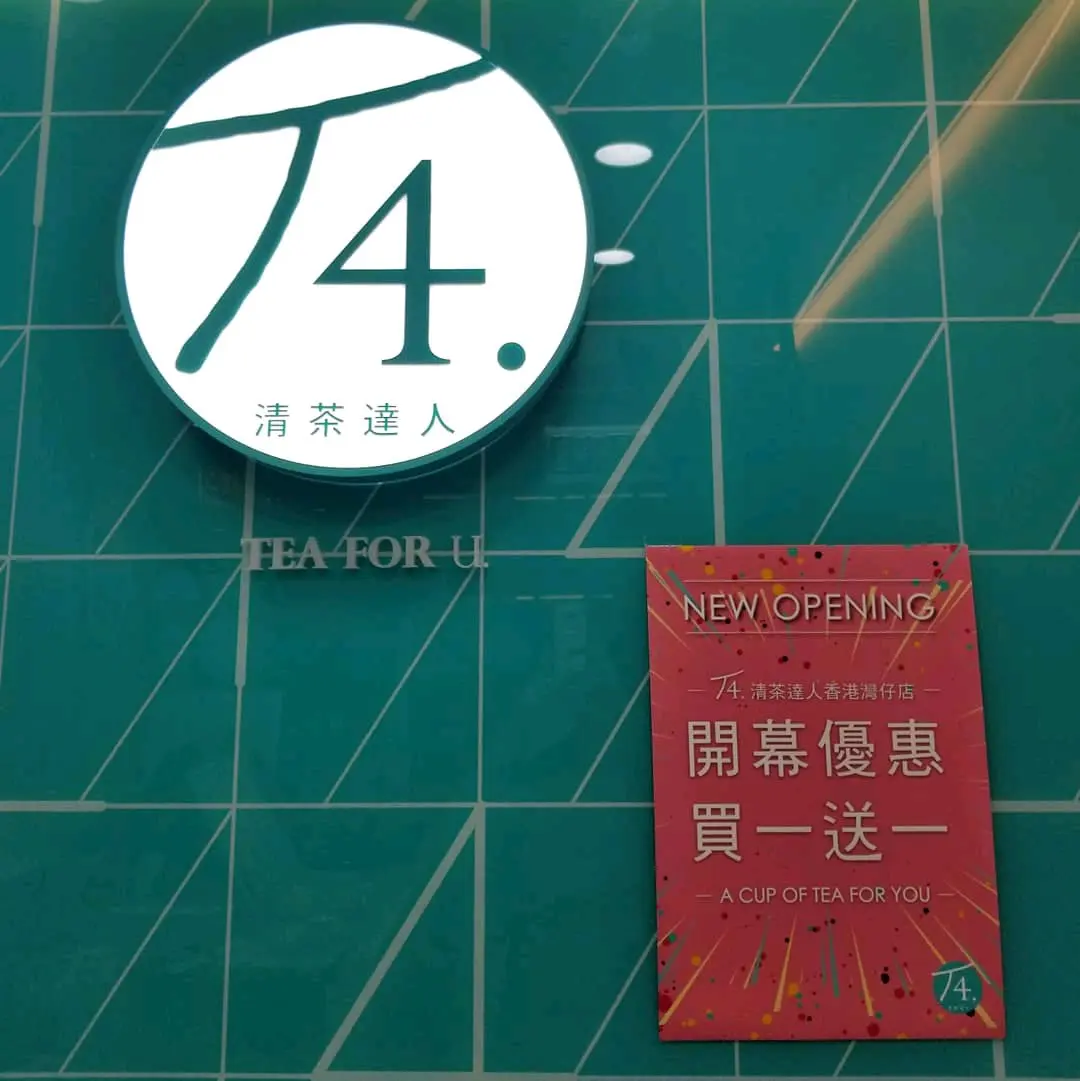 T4.
清茶達人
TEA FOR U.
NEW OPENING
T4. 清茶達人香港灣仔店
開幕優惠
買一送一
A CUP OF TEA FOR YOU
T4.